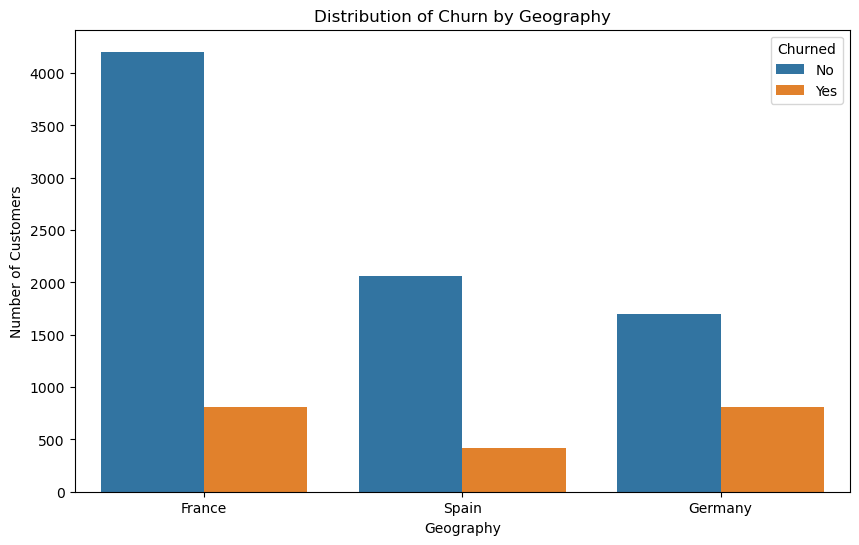 Distribution of Churn by Geography
Churned
No
Yes
Number of Customers
4000
3500
3000
2500
2000
1500
1000
500
0
France
Spain
Germany
Geography